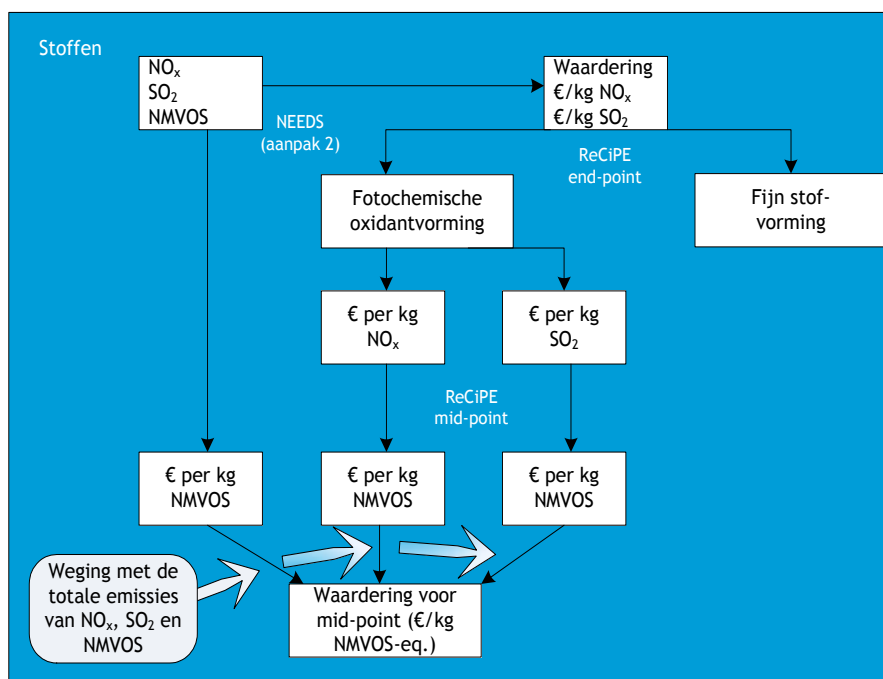 Stoffen
NOₓ
SO₂
NMVOS
Waardering
€/kg NOₓ
€/kg SO₂
NEEDS
(aanpak 2)
ReCiPE
end-point
Fotochemische
oxidantvorming
Fijn stof-
vorming
€ per kg
NOₓ
€ per kg
SO₂
ReCiPE
mid-point
€ per kg
NMVOS
€ per kg
NMVOS
€ per kg
NMVOS
Weging met de
totale emissies
van NOₓ, SO₂ en
NMVOS
Waardering voor
mid-point (€/kg
NMVOS-eq.)